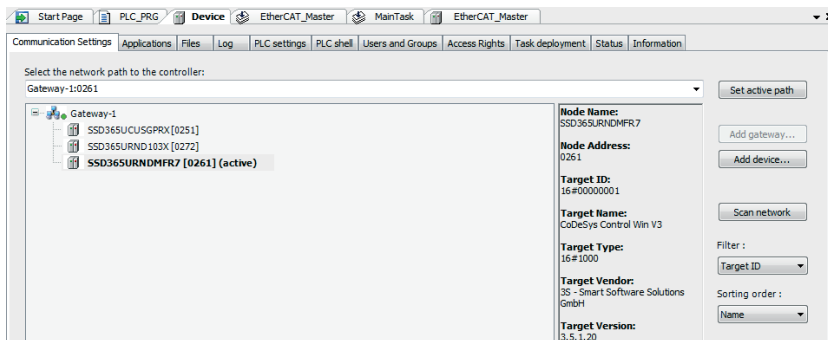 Start Page PLC_PRG Device EtherCAT_Master MainTask EtherCAT_Master
Communication Settings Applications Files Log PLC settings PLC shell Users and Groups Access Rights Task deployment Status Information
Select the network path to the controller:
Gateway-1:0261
Set active path
Gateway-1
SSD365UCUSGPRX [0251]
SSD365URND103X [0272]
SSD365URNDMFR7 [0261] (active)
Node Name:
SSD365URNDMFR7
Node Address:
0261
Target ID:
16#00000001
Target Name:
CoDeSys Control Win V3
Target Type:
16#1000
Target Vendor:
3S - Smart Software Solutions
GmbH
Target Version:
3.5.1.20
Add gateway...
Add device...
Scan network
Filter :
Target ID
Sorting order :
Name